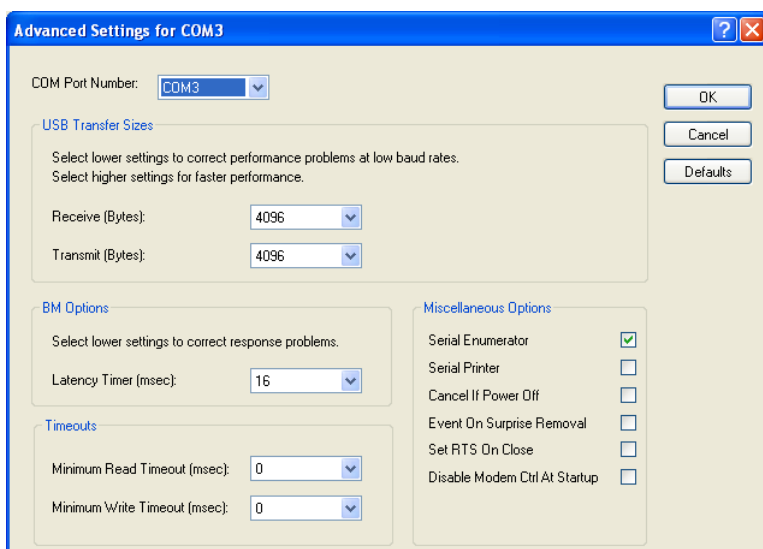 Advanced Settings for COM3
COM Port Number: COM3
OK
Cancel
Defaults
USB Transfer Sizes
Select lower settings to correct performance problems at low baud rates.
Select higher settings for faster performance.
Receive (Bytes): 4096
Transmit (Bytes): 4096
BM Options
Select lower settings to correct response problems.
Latency Timer (msec): 16
Timeouts
Minimum Read Timeout (msec): 0
Minimum Write Timeout (msec): 0
Miscellaneous Options
Serial Enumerator
Serial Printer
Cancel If Power Off
Event On Surprise Removal
Set RTS On Close
Disable Modem Ctrl At Startup